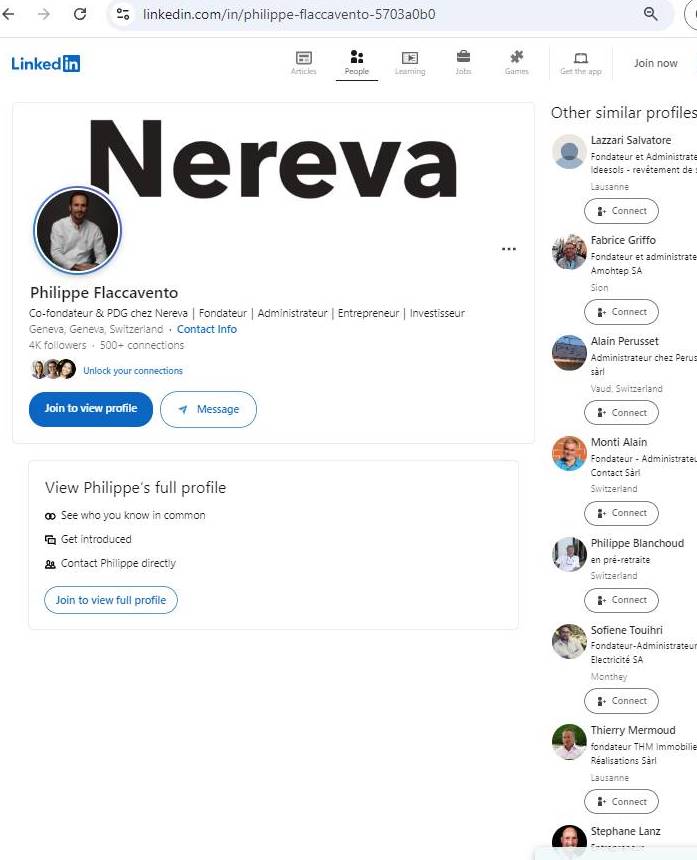 linkedin.com/in/philippe-flaccavento-5703a0b0
Linked in
Articles
People
Learning
Jobs
Games
Get the app
Join now
Nereva
Philippe Flaccavento
Co-fondateur & PDG chez Nereva | Fondateur | Administrateur | Entrepreneur | Investisseur
Geneva, Geneva, Switzerland · Contact Info
4K followers · 500+ connections
Unlock your connections
Join to view profile
Message
View Philippe's full profile
See who you know in common
Get introduced
Contact Philippe directly
Join to view full profile
Other similar profiles
Lazzari Salvatore
Fondateur et Administrate
Ideesols - revêtement de
Lausanne
Connect
Fabrice Griffo
Fondateur et administrate
Amohtep SA
Sion
Connect
Alain Perusset
Administrateur chez Perus
sàrl
Vaud, Switzerland
Connect
Monti Alain
Fondateur - Administrateu
Contact Sàrl
Switzerland
Connect
Philippe Blanchoud
en pré-retraite
Switzerland
Connect
Sofiene Touihri
Fondateur-Administrateur
Electricité SA
Monthey
Connect
Thierry Mermoud
fondateur THM Immobilie
Réalisations Sàrl
Lausanne
Connect
Stephane Lanz
Entrepreneur